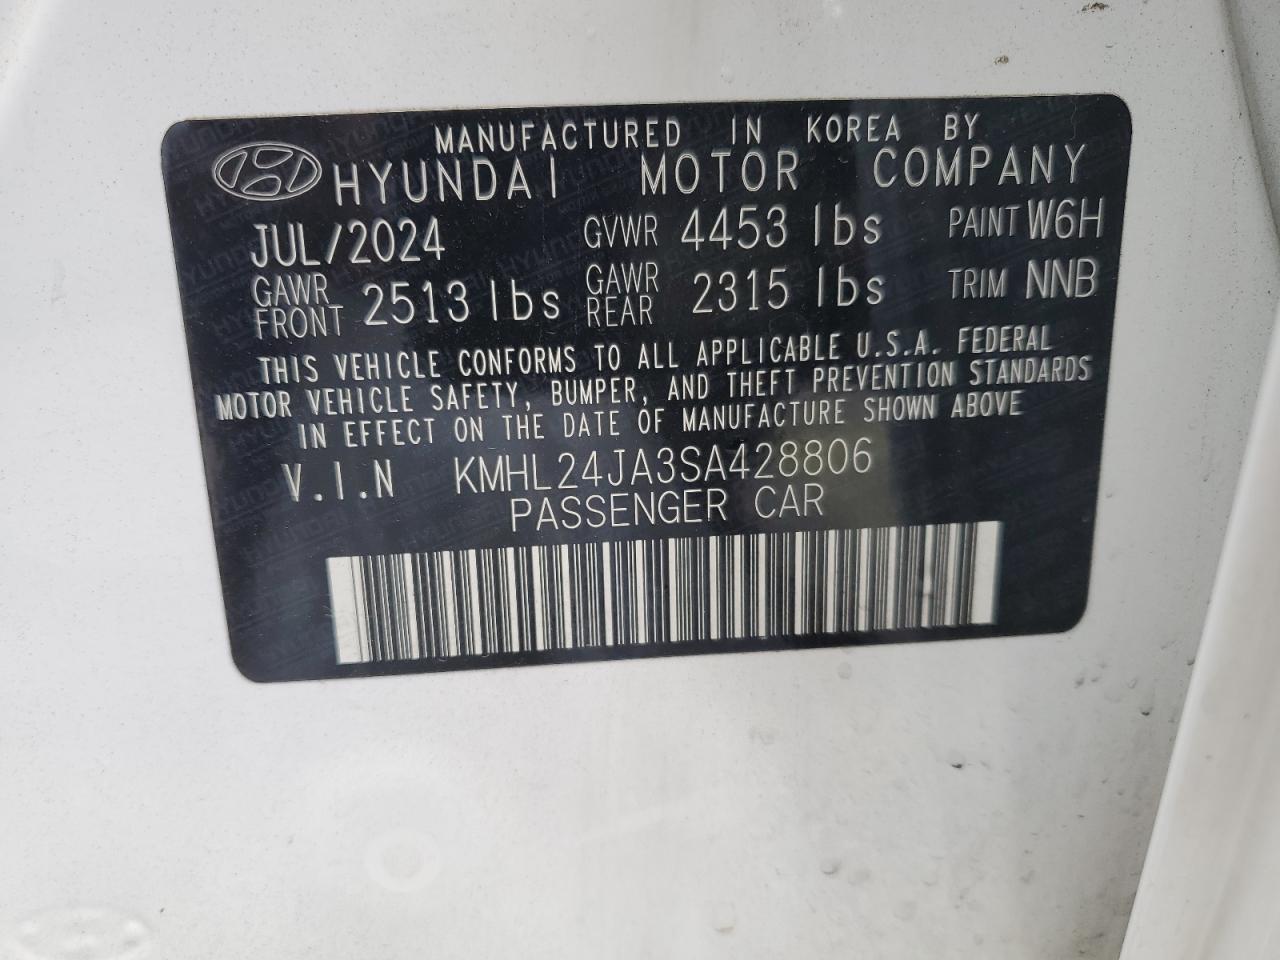 MANUFACTURED IN KOREA BY
HYUNDAI MOTOR COMPANY
JUL/2024 GVWR 4453 lbs PAINT W6H
GAWR FRONT 2513 lbs GAWR REAR 2315 lbs TRIM NNB
THIS VEHICLE CONFORMS TO ALL APPLICABLE U.S.A. FEDERAL
MOTOR VEHICLE SAFETY, BUMPER, AND THEFT PREVENTION STANDARDS
IN EFFECT ON THE DATE OF MANUFACTURE SHOWN ABOVE
V.I.N KMHL24JA3SA428806
PASSENGER CAR